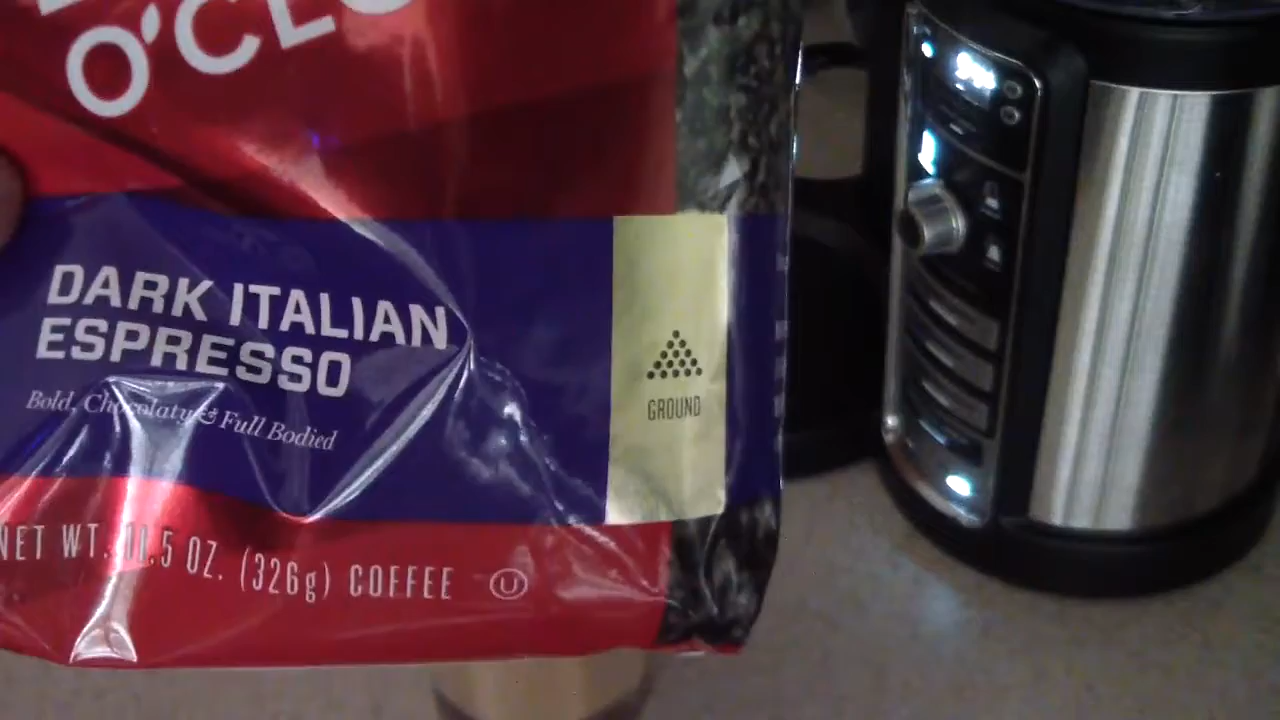 O'CLO
DARK ITALIAN
ESPRESSO
Bold, Chocolaty & Full Bodied
GROUND
NET WT. 11.5 OZ. (326g) COFFEE
U